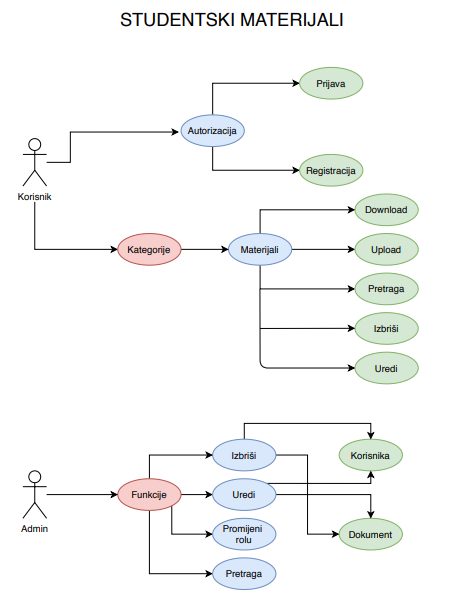 STUDENTSKI MATERIJALI
Prijava
Autorizacija
Registracija
Korisnik
Download
Kategorije
Materijali
Upload
Pretraga
Izbriši
Uredi
Izbriši
Korisnika
Funkcije
Uredi
Admin
Promijeni
rolu
Dokument
Pretraga